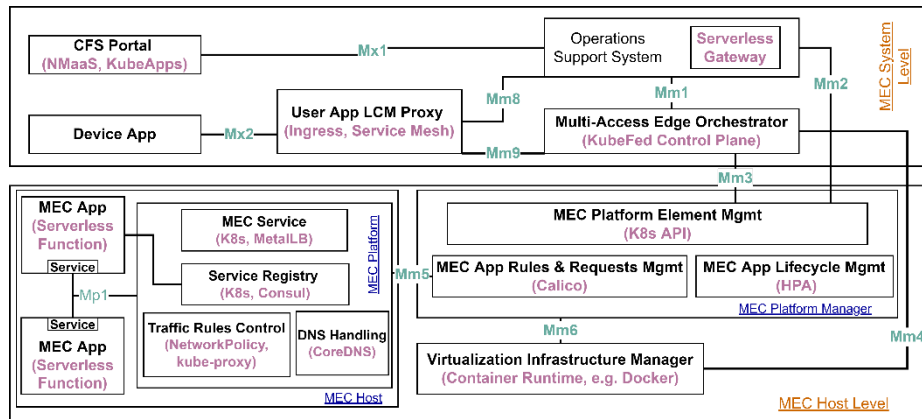 CFS Portal
(NMaaS, KubeApps)
Mx1
Operations
Support System
Serverless
Gateway
MEC System
Level
Mm2
Mm8
Mm1
Device App
Mx2
User App LCM Proxy
(Ingress, Service Mesh)
Mm9
Multi-Access Edge Orchestrator
(KubeFed Control Plane)
Mm3
MEC App
(Serverless
Function)
Service
Mp1
Service
MEC App
(Serverless
Function)
MEC Service
(K8s, MetalLB)
MEC Platform
Service Registry
(K8s, Consul)
Traffic Rules Control
(NetworkPolicy,
kube-proxy)
DNS Handling
(CoreDNS)
MEC Host
Mm5
MEC Platform Element Mgmt
(K8s API)
MEC App Rules & Requests Mgmt
(Calico)
MEC App Lifecycle Mgmt
(HPA)
MEC Platform Manager
Mm6
Mm4
Virtualization Infrastructure Manager
(Container Runtime, e.g. Docker)
MEC Host Level